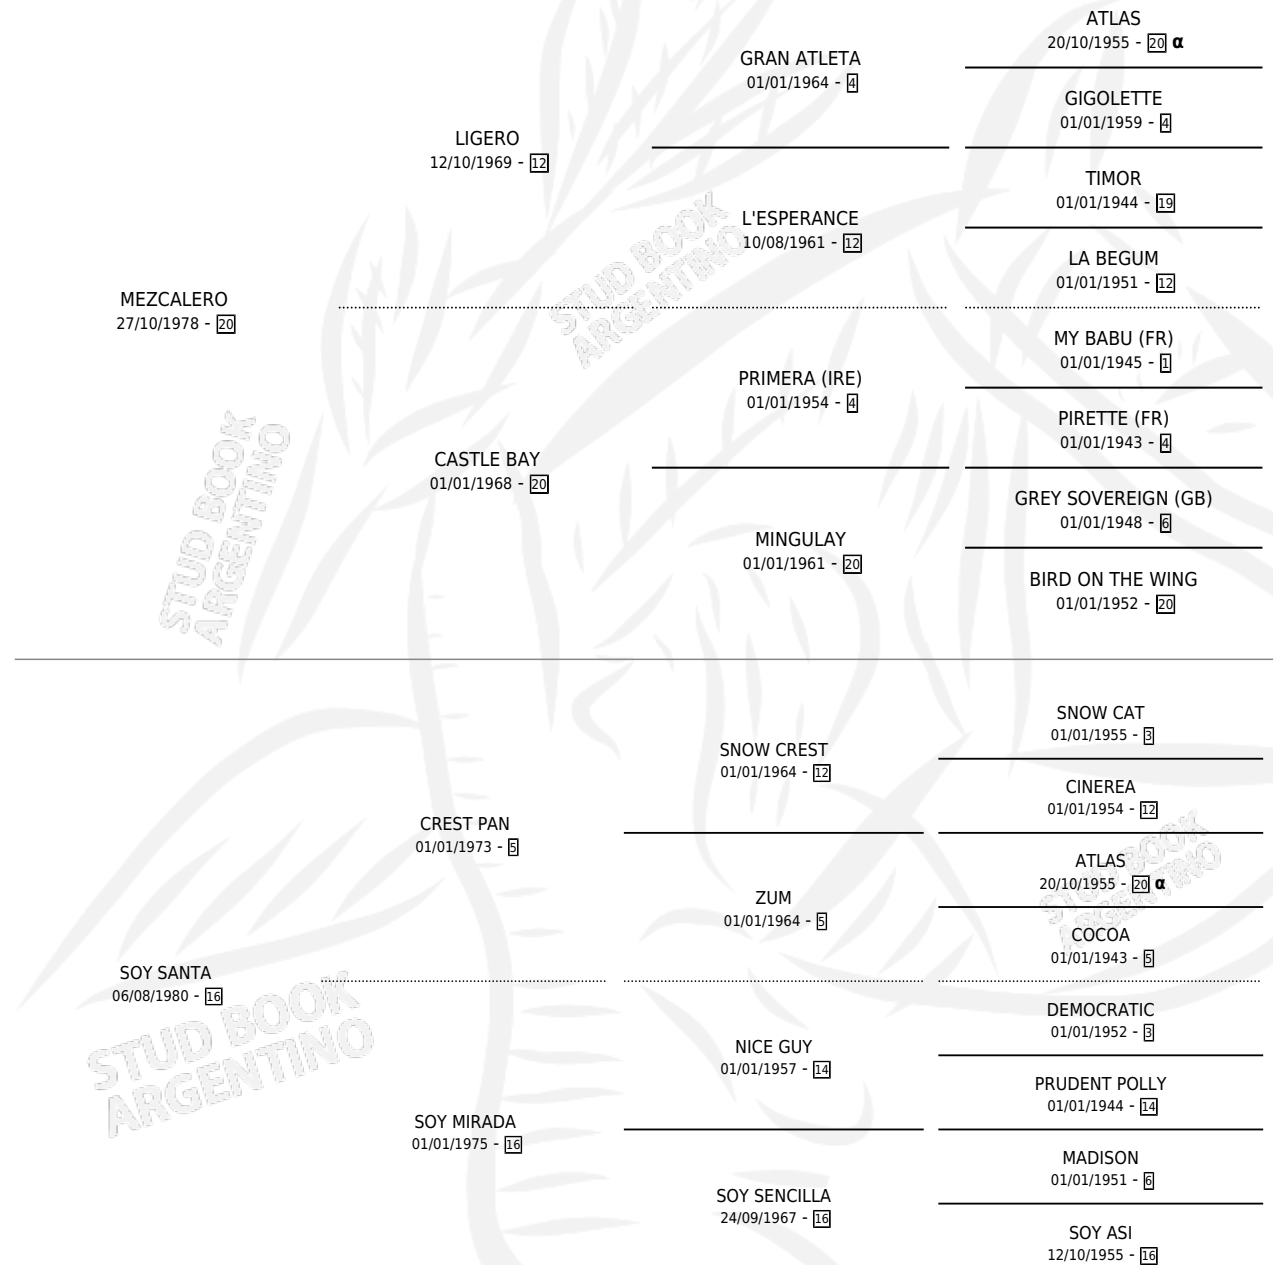 ATLAS
20/10/1955 - 20 α
GRAN ATLETA
01/01/1964 - 4
GIGOLETTE
01/01/1959 - 4
LIGERO
12/10/1969 - 12
TIMOR
01/01/1944 - 19
L'ESPERANCE
10/08/1961 - 12
LA BEGUM
01/01/1951 - 12
MEZCALERO
27/10/1978 - 20
MY BABU (FR)
01/01/1945 - 1
PRIMERA (IRE)
01/01/1954 - 4
PIRETTE (FR)
01/01/1943 - 4
CASTLE BAY
01/01/1968 - 20
GREY SOVEREIGN (GB)
01/01/1948 - 6
MINGULAY
01/01/1961 - 20
BIRD ON THE WING
01/01/1952 - 20
SNOW CAT
01/01/1955 - 3
SNOW CREST
01/01/1964 - 12
CINEREA
01/01/1954 - 12
CREST PAN
01/01/1973 - 5
ATLAS
20/10/1955 - 20 α
ZUM
01/01/1964 - 5
COCOA
01/01/1943 - 5
SOY SANTA
06/08/1980 - 16
DEMOCRATIC
01/01/1952 - 3
NICE GUY
01/01/1957 - 14
PRUDENT POLLY
01/01/1944 - 14
SOY MIRADA
01/01/1975 - 16
MADISON
01/01/1951 - 6
SOY SENCILLA
24/09/1967 - 16
SOY ASI
12/10/1955 - 16
STUD BOOK
ARGENTINO
STUD BOOK
ARGENTINO
STUD BOOK
ARGENTINO
STUD BOOK
ARGENTINO